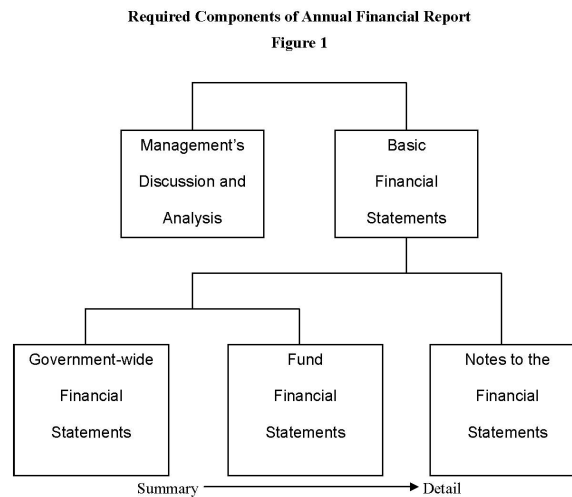 Required Components of Annual Financial Report
Figure 1
Management's
Discussion and
Analysis
Basic
Financial
Statements
Government-wide
Financial
Statements
Fund
Financial
Statements
Notes to the
Financial
Statements
Summary
Detail